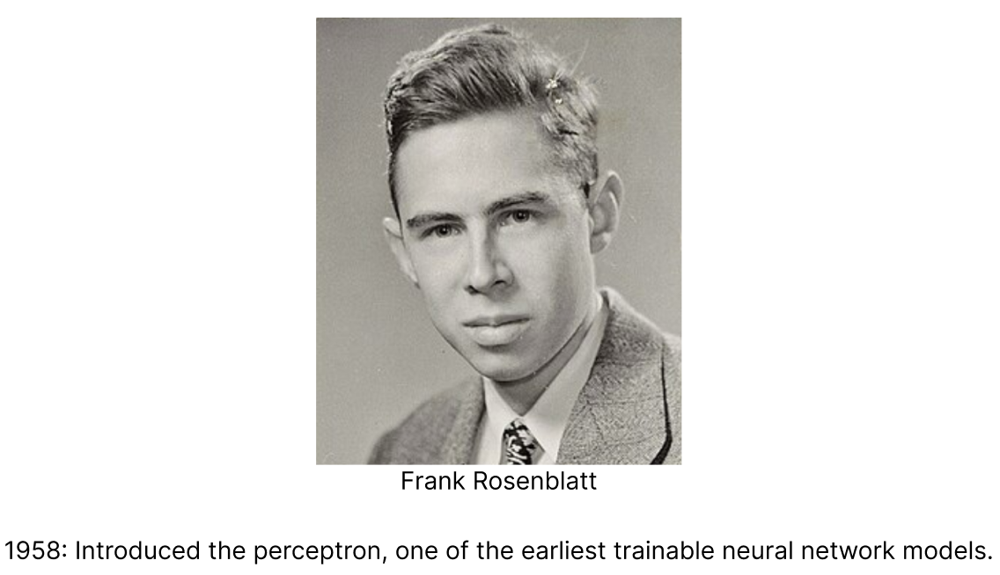 Frank Rosenblatt
1958: Introduced the perceptron, one of the earliest trainable neural network models.